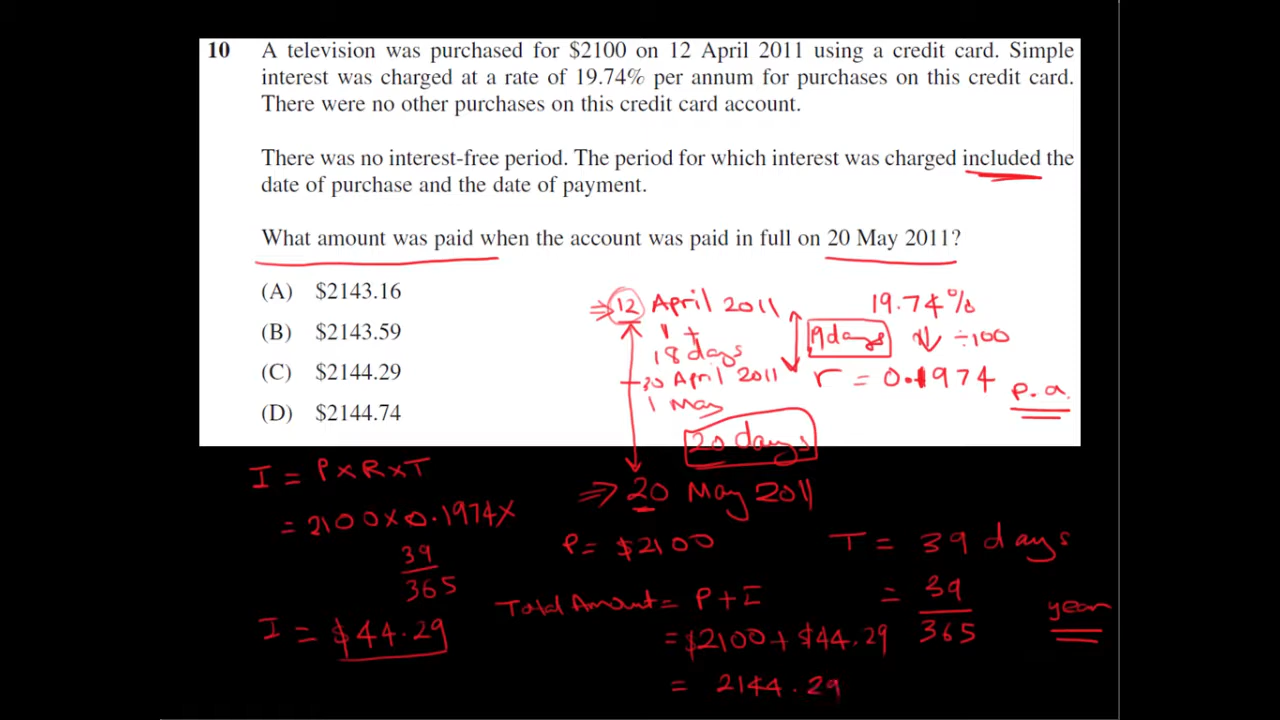 10 A television was purchased for $2100 on 12 April 2011 using a credit card. Simple
interest was charged at a rate of 19.74% per annum for purchases on this credit card.
There were no other purchases on this credit card account.
There was no interest-free period. The period for which interest was charged included the
date of purchase and the date of payment.
What amount was paid when the account was paid in full on 20 May 2011?
(A) $2143.16
(B) $2143.59
(C) $2144.29
(D) $2144.74
⇒ 12 April 2011
1 +
18 days
30 April 2011
1 May
20 days
⇒ 20 May 2011
19 days
19.74%
↓ ÷100
r = 0.1974 p.a.
I = P×R×T
= 2100×0.1974×
39
365
I = $44.29
P = $2100
Total Amount = P+I
= $2100+$44.29
= 2144.29
T = 39 days
= 39
365
year